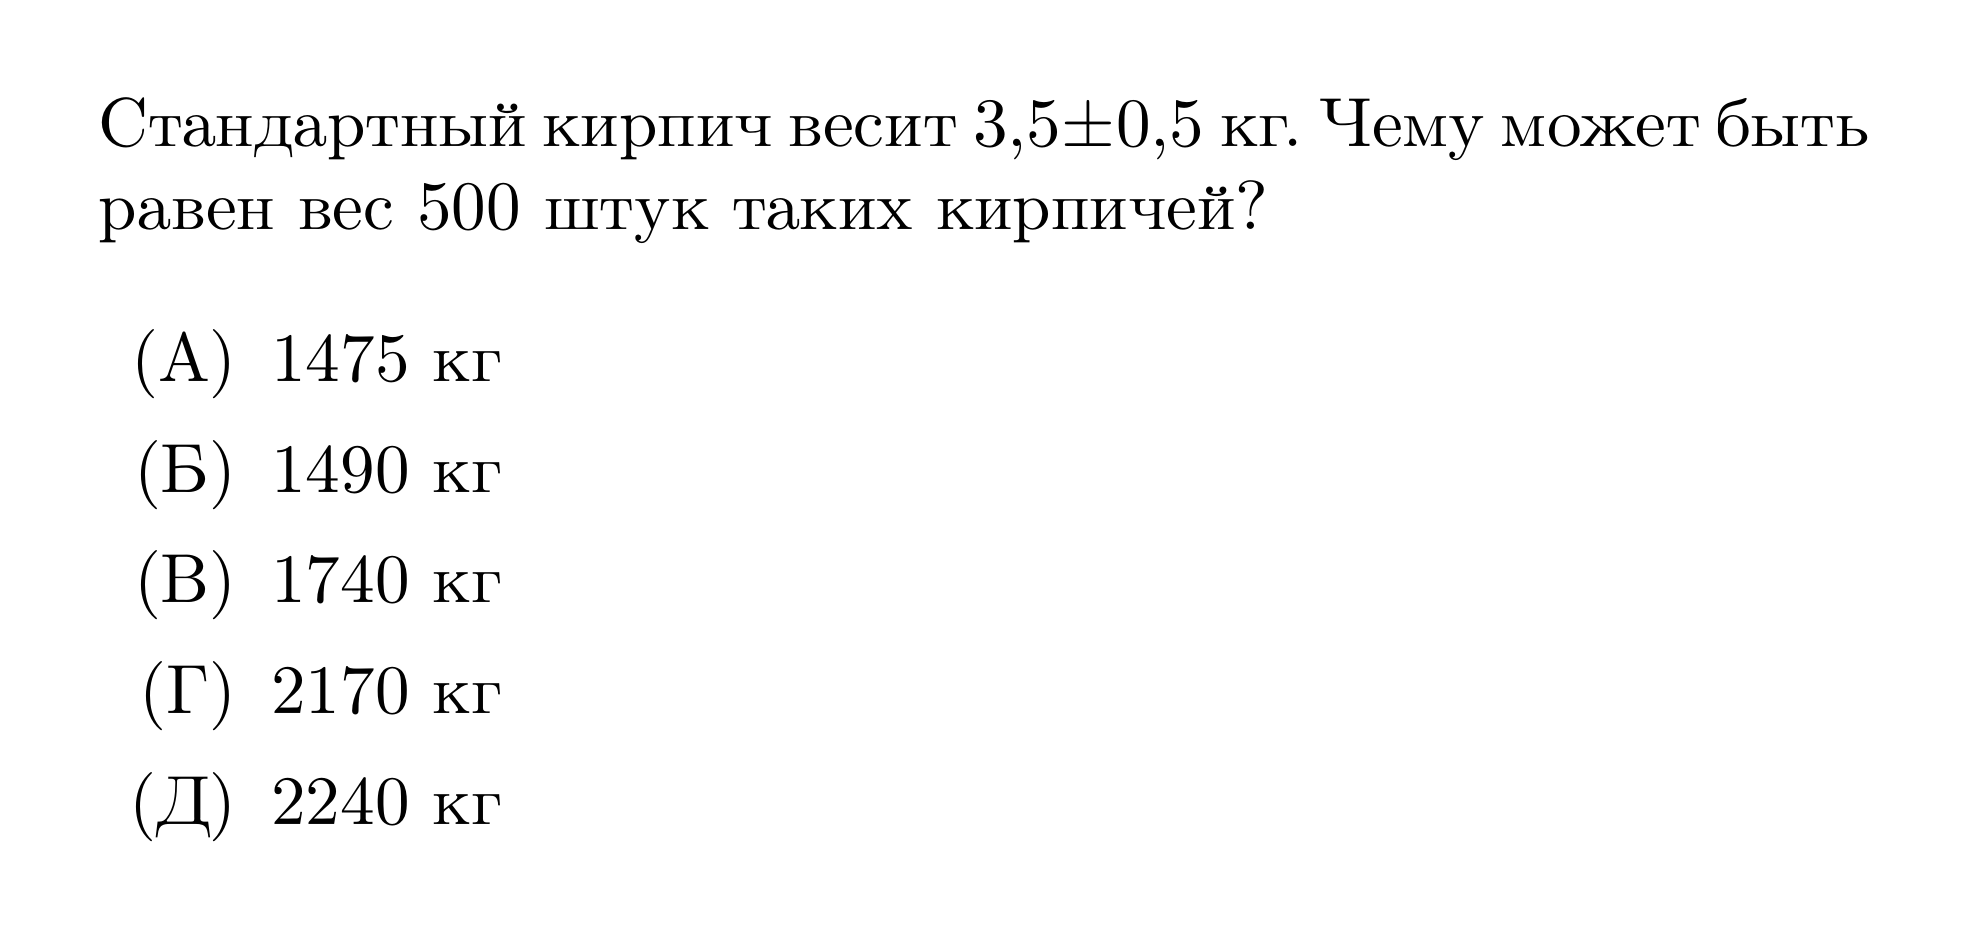 Стандартный кирпич весит 3,5±0,5 кг. Чему может быть
равен вес 500 штук таких кирпичей?
(А) 1475 кг
(Б) 1490 кг
(В) 1740 кг
(Г) 2170 кг
(Д) 2240 кг